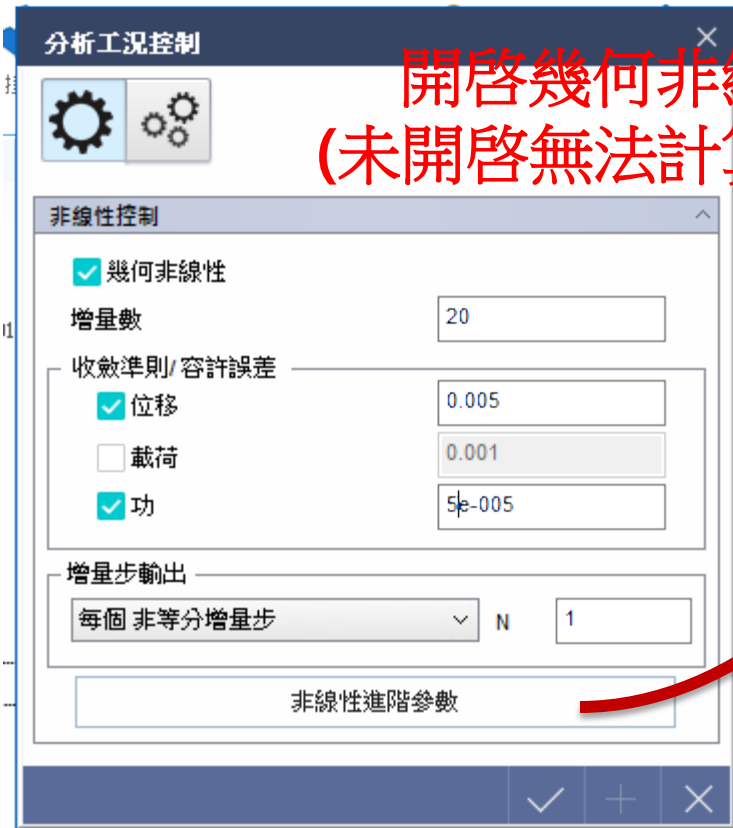 分析工況控制
開啓幾何非
(未開啓無法計
非線性控制
幾何非線性
增量數 20
收斂準則/ 容許誤差
位移 0.005
載荷 0.001
功 5e-005
增量步輸出
每個 非等分增量步 N 1
非線性進階參數